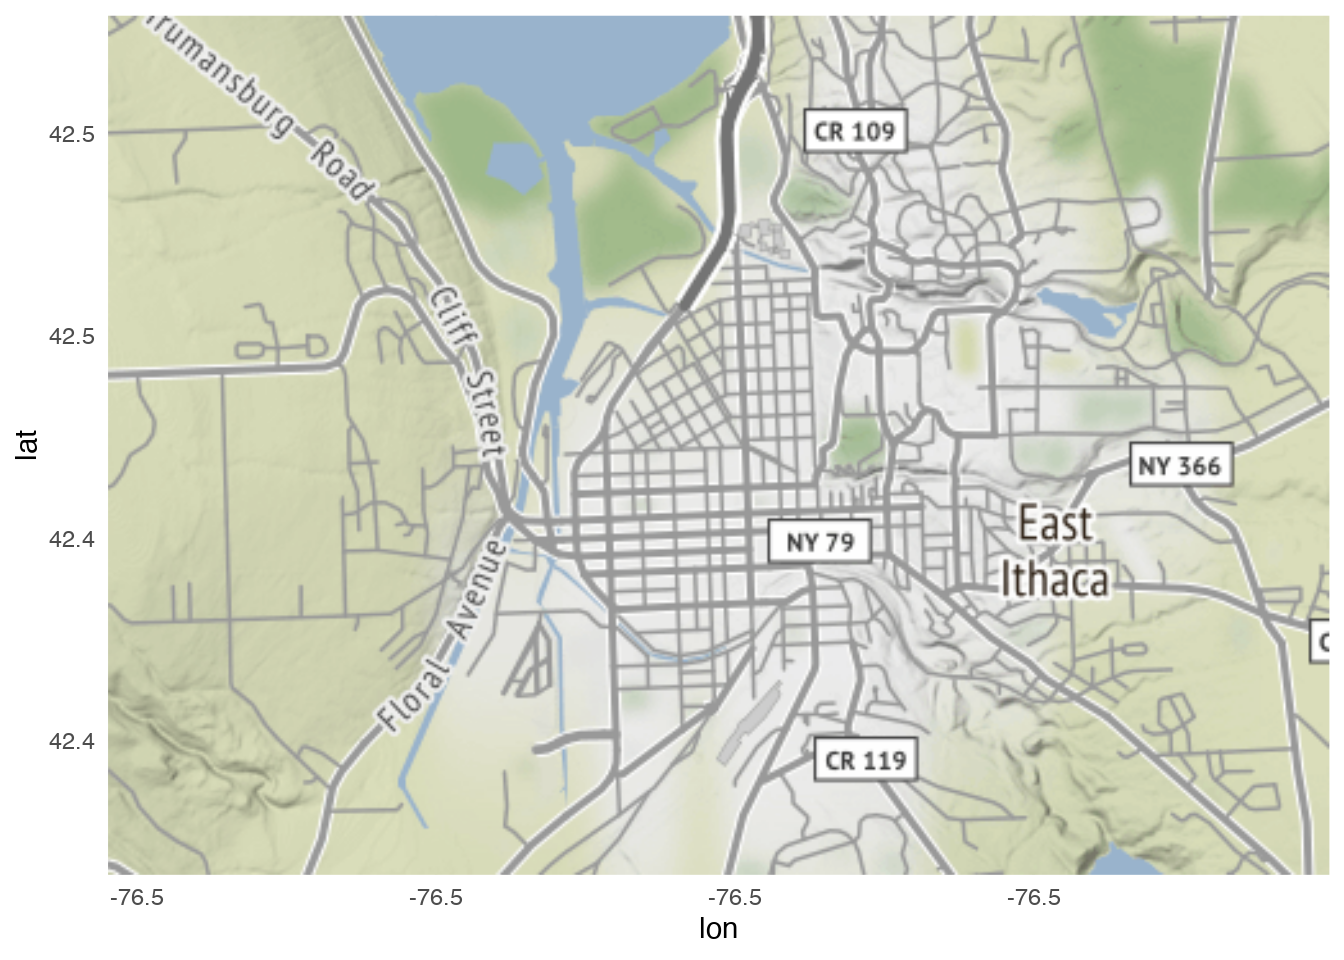 Trumansburg Road
CR 109
Cliff Street
NY 366
East
Ithaca
NY 79
Floral Avenue
CR 119
C
42.5
42.5
42.4
42.4
lat
-76.5
-76.5
-76.5
-76.5
lon